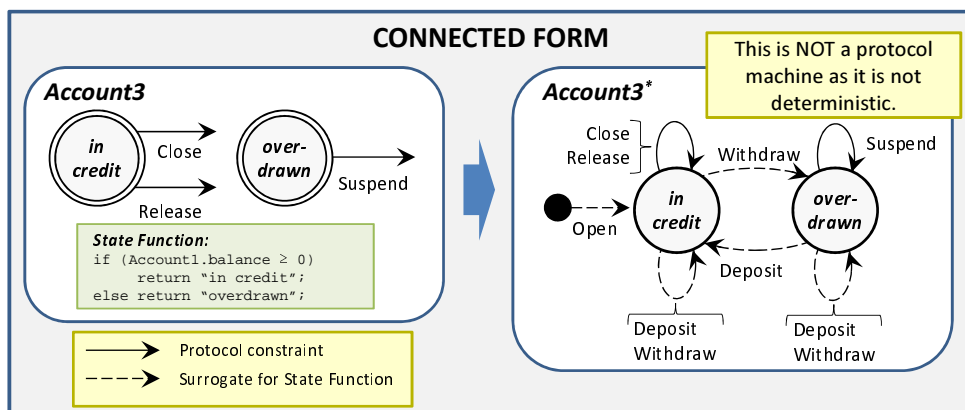 CONNECTED FORM
This is NOT a protocol
machine as it is not
deterministic.
Account3
in
credit
Close
Release
over-
drawn
Suspend
State Function:
if (Account1.balance ≥ 0)
return “in credit”;
else return “overdrawn”;
Protocol constraint
Surrogate for State Function
Account3*
Close
Release
Withdraw
Suspend
Open
in
credit
over-
drawn
Deposit
Deposit
Withdraw
Deposit
Withdraw